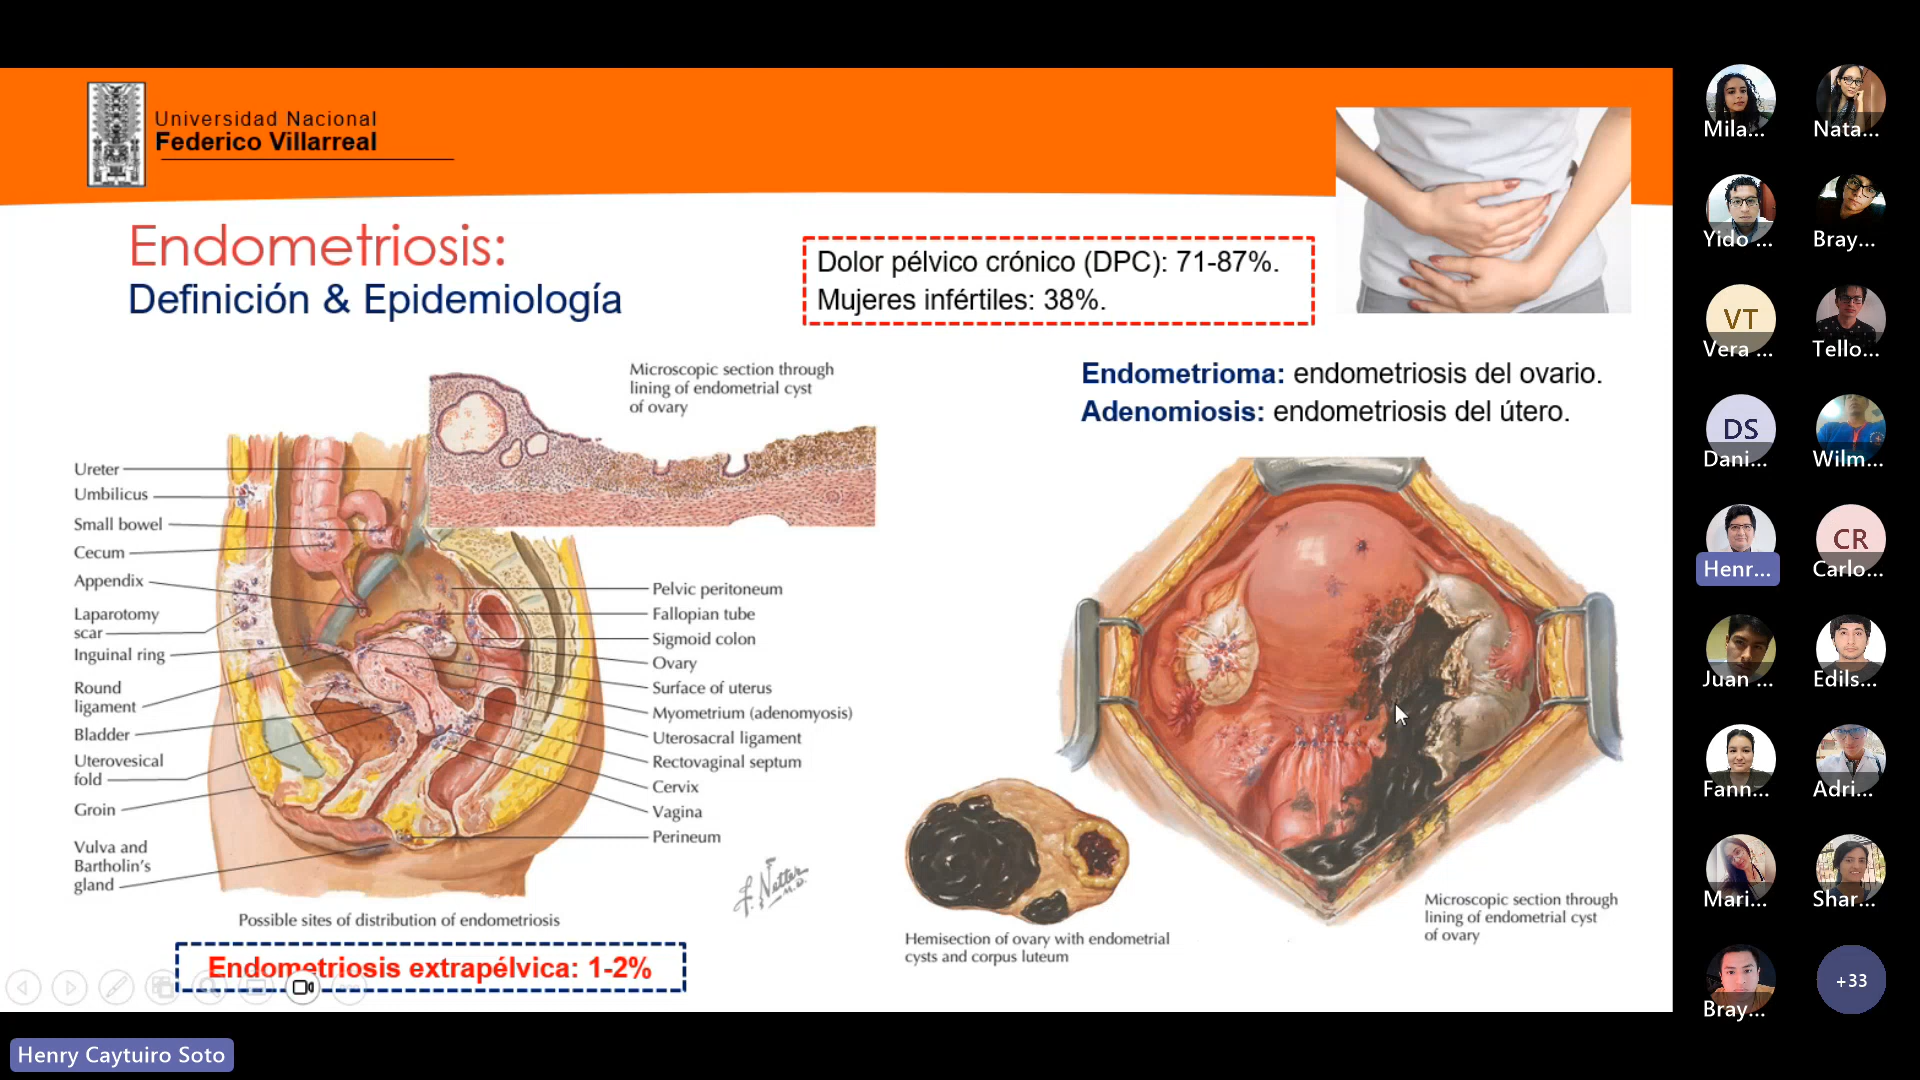 Universidad Nacional
Federico Villarreal
Endometriosis:
Definición & Epidemiología
Dolor pélvico crónico (DPC): 71-87%.
Mujeres infértiles: 38%.
Endometrioma: endometriosis del ovario.
Adenomiosis: endometriosis del útero.
Microscopic section through
lining of endometrial cyst
of ovary
Ureter
Umbilicus
Small bowel
Cecum
Appendix
Laparotomy
scar
Inguinal ring
Round
ligament
Bladder
Uterovesical
fold
Groin
Vulva and
Bartholin's
gland
Pelvic peritoneum
Fallopian tube
Sigmoid colon
Ovary
Surface of uterus
Myometrium (adenomyosis)
Uterosacral ligament
Rectovaginal septum
Cervix
Vagina
Perineum
F. Netter
M.D.
Possible sites of distribution of endometriosis
Endometriosis extrapélvica: 1-2%
Hemisection of ovary with endometrial
cysts and corpus luteum
Microscopic section through
lining of endometrial cyst
of ovary
Mila...
Nata...
Yido ...
Bray...
VT
Vera ...
Tello...
DS
Dani...
Wilm...
Henr...
CR
Carlo...
Juan ...
Edils...
Fann...
Adri...
Mari...
Shar...
Bray...
+33
Henry Caytuiro Soto